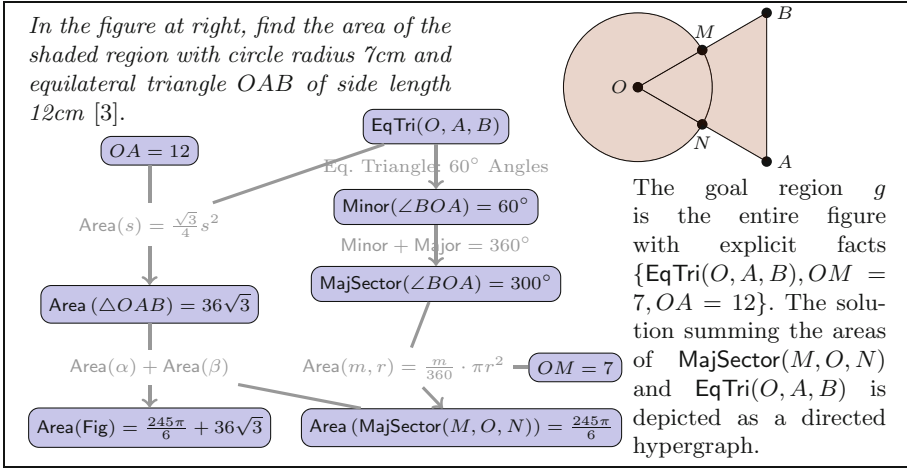 In the figure at right, find the area of the
shaded region with circle radius 7cm and
equilateral triangle OAB of side length
12cm [3].
OA = 12
EqTri(O, A, B)
Eq. Triangle: 60° Angles
Area(s) = √3/4 s²
Minor(∠BOA) = 60°
Minor + Major = 360°
Area (△OAB) = 36√3
MajSector(∠BOA) = 300°
Area(α) + Area(β)
Area(m, r) = m/360 · πr²
OM = 7
Area(Fig) = 245π/6 + 36√3
Area (MajSector(M, O, N)) = 245π/6
B
M
O
N
A
The goal region g
is the entire figure
with explicit facts
{EqTri(O, A, B), OM =
7, OA = 12}. The solu-
tion summing the areas
of MajSector(M, O, N)
and EqTri(O, A, B) is
depicted as a directed
hypergraph.